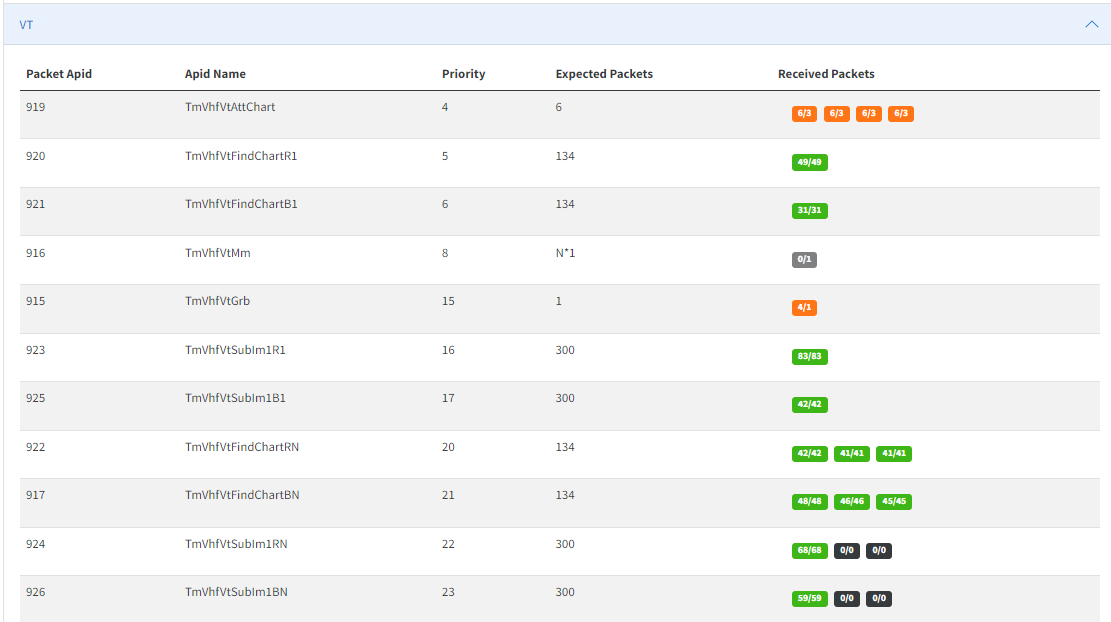 VT
Packet Apid Apid Name Priority Expected Packets Received Packets
919 TmVhfVtAttChart 4 6 6/3 6/3 6/3 6/3
920 TmVhfVtFindChartR1 5 134 49/49
921 TmVhfVtFindChartB1 6 134 31/31
916 TmVhfVtMm 8 N*1 0/1
915 TmVhfVtGrb 15 1 4/1
923 TmVhfVtSubIm1R1 16 300 83/83
925 TmVhfVtSubIm1B1 17 300 42/42
922 TmVhfVtFindChartRN 20 134 42/42 41/41 41/41
917 TmVhfVtFindChartBN 21 134 48/48 46/46 45/45
924 TmVhfVtSubIm1RN 22 300 68/68 0/0 0/0
926 TmVhfVtSubIm1BN 23 300 59/59 0/0 0/0